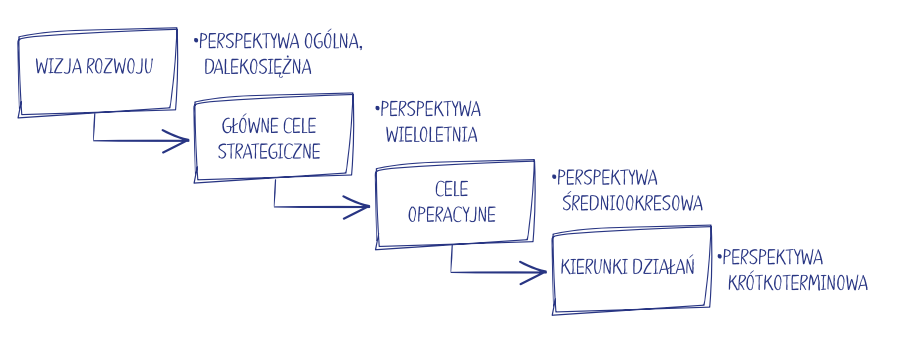 WIZJA ROZWOJU
•PERSPEKTYWA OGÓLNA,
DALEKOSIĘŻNA
GŁÓWNE CELE
STRATEGICZNE
•PERSPEKTYWA
WIELOLETNIA
CELE
OPERACYJNE
•PERSPEKTYWA
ŚREDNIOOKRESOWA
KIERUNKI DZIAŁAŃ
•PERSPEKTYWA
KRÓTKOTERMINOWA